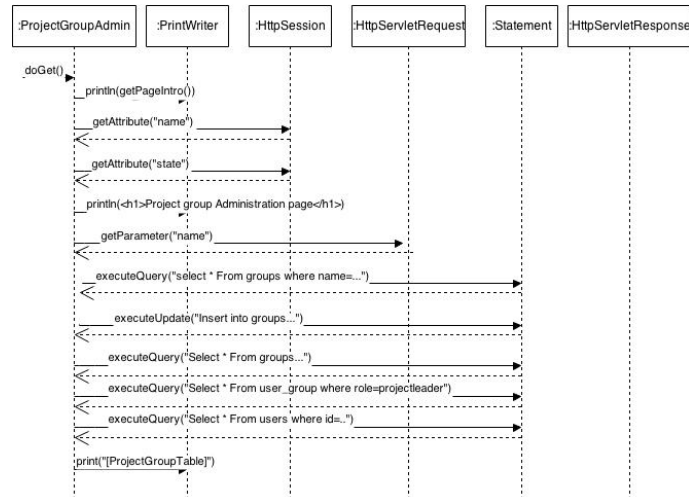 :ProjectGroupAdmin :PrintWriter :HttpSession :HttpServletRequest :Statement :HttpServletResponse
doGet()
println(getPageIntro())
getAttribute("name")
getAttribute("state")
println(<h1>Project group Administration page</h1>)
getParameter("name")
executeQuery("select * From groups where name=...")
executeUpdate("Insert into groups...")
executeQuery("Select * From groups...")
executeQuery("Select * From user_group where role=projectleader")
executeQuery("Select * From users where id=..")
print("[ProjectGroupTable]")